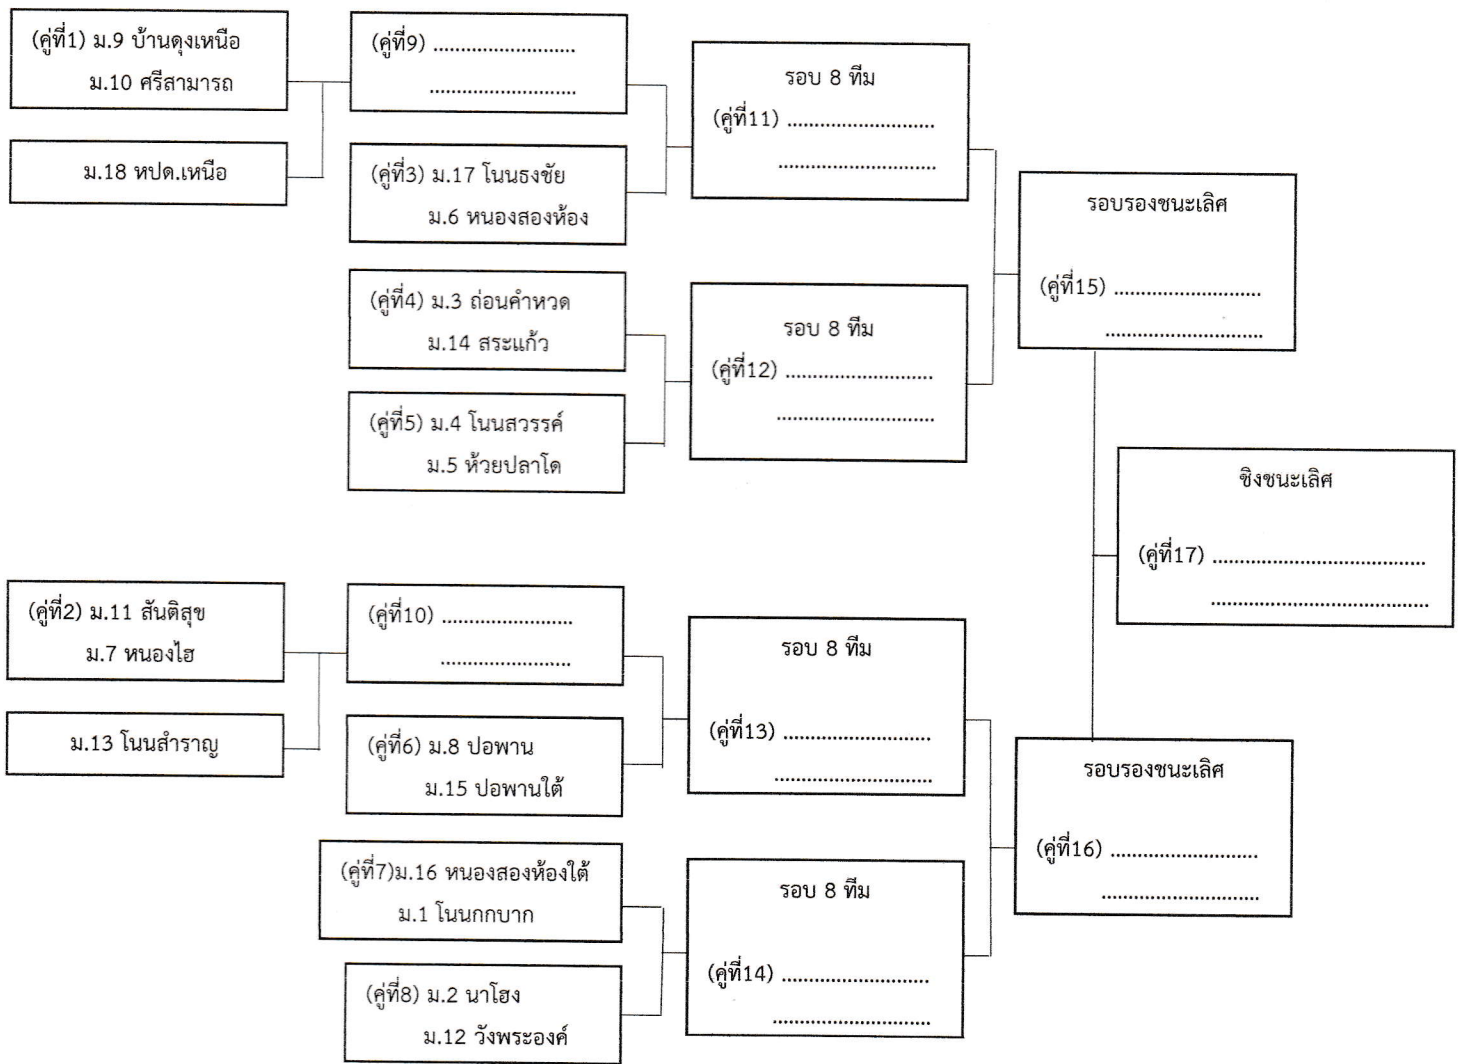 (คู่ที่1) ม.9 บ้านดุงเหนือ
ม.10 ศรีสามารถ
ม.18 หปด.เหนือ
(คู่ที่9) ..........................
...........................
(คู่ที่3) ม.17 โนนธงชัย
ม.6 หนองสองห้อง
(คู่ที่4) ม.3 ถ่อนคำหวด
ม.14 สระแก้ว
(คู่ที่5) ม.4 โนนสวรรค์
ม.5 ห้วยปลาโด
รอบ 8 ทีม
(คู่ที่11) ...........................
.............................
รอบ 8 ทีม
(คู่ที่12) ...........................
.............................
รอบรองชนะเลิศ
(คู่ที่15) ...........................
.............................
ชิงชนะเลิศ
(คู่ที่17) .......................................
........................................
(คู่ที่2) ม.11 สันติสุข
ม.7 หนองไฮ
ม.13 โนนสำราญ
(คู่ที่10) ........................
........................
(คู่ที่6) ม.8 ปอพาน
ม.15 ปอพานใต้
(คู่ที่7)ม.16 หนองสองห้องใต้
ม.1 โนนกกบาก
(คู่ที่8) ม.2 นาโฮง
ม.12 วังพระองค์
รอบ 8 ทีม
(คู่ที่13) ...........................
.............................
รอบ 8 ทีม
(คู่ที่14) ...........................
.............................
รอบรองชนะเลิศ
(คู่ที่16) ...........................
.............................